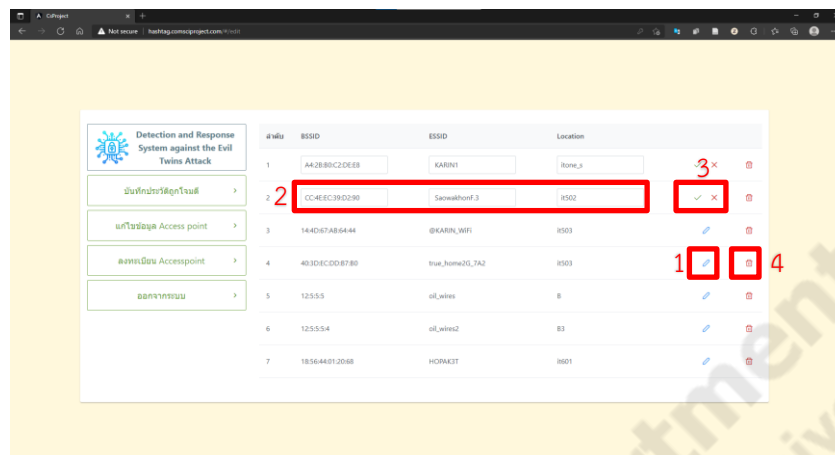 CsProject
Not secure | hashtag.comsciproject.com/#/edit
Detection and Response
System against the Evil
Twins Attack
บันทึกประวัติถูกโจมตี >
แก้ไขข้อมูล Access point >
ลงทะเบียน Accesspoint >
ออกจากระบบ >
ลำดับ BSSID ESSID Location
1 A4:2B:B0:C2:DE:E8 KARIN1 itone_s
3
2 CC:4E:EC:39:D2:90 SaowakhonF.3 it502
2
3 14:4D:67:AB:64:44 @KARIN_WiFi it503
4 40:3D:EC:DD:B7:B0 true_home2G_7A2 it503
1 4
5 12:5:5:5 oil_wires B
6 12:5:5:5:4 oil_wires2 B3
7 18:56:44:01:20:68 HOPAK3T it601